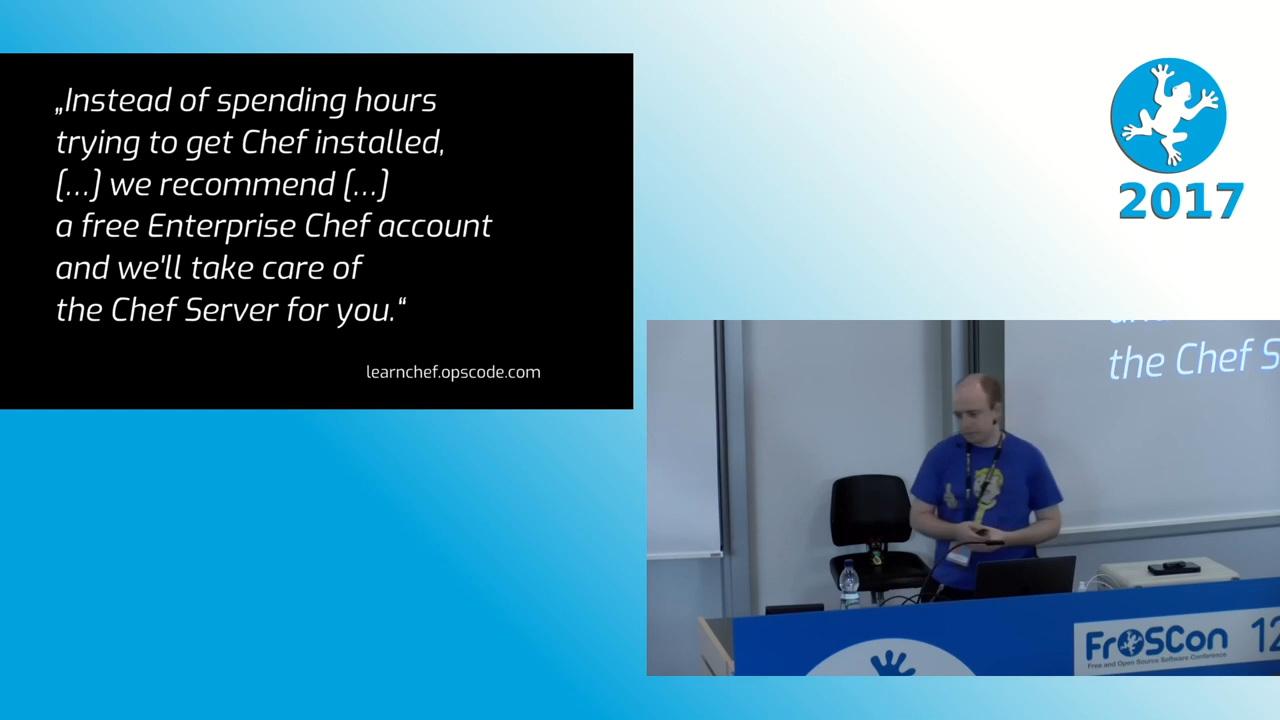 „Instead of spending hours
trying to get Chef installed,
[...] we recommend [...]
a free Enterprise Chef account
and we'll take care of
the Chef Server for you.“
learnchef.opscode.com
2017
the Chef S
FrOSCon 12
Free and Open Source Software Conference